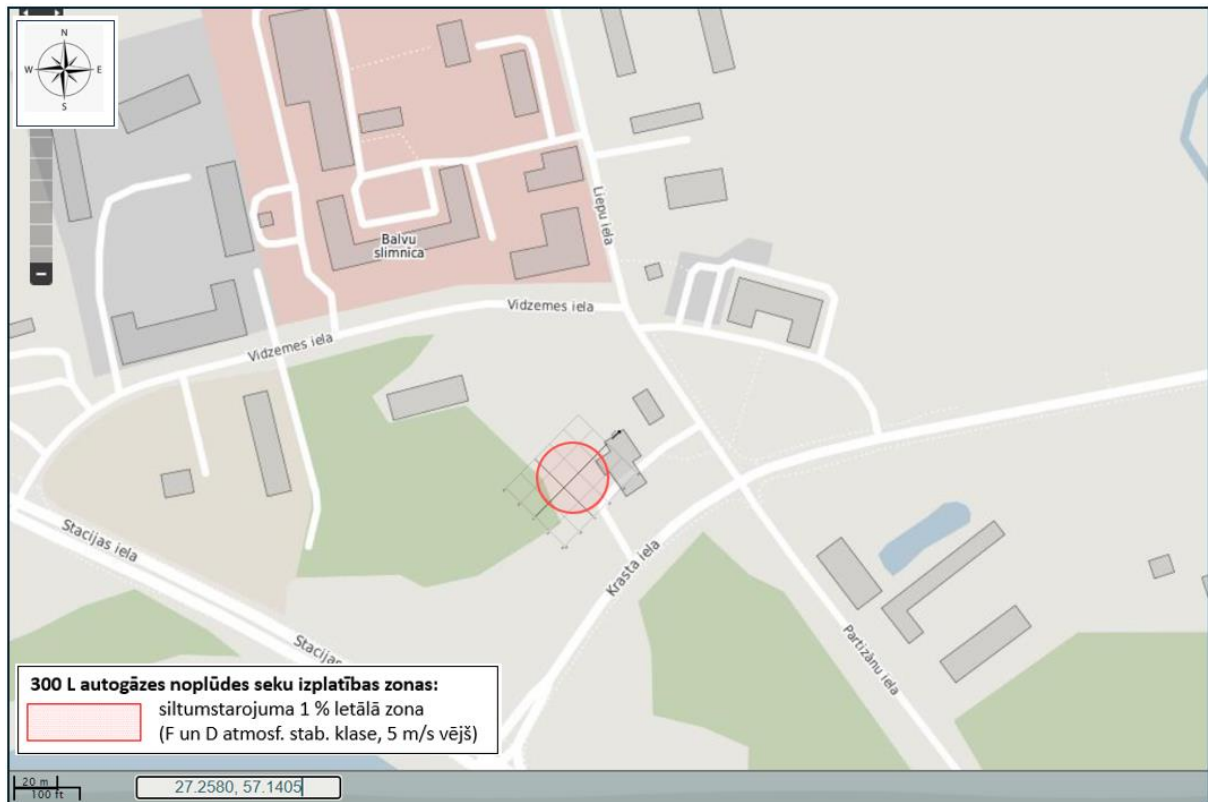 N
W E
S
Liepu iela
Balvu
slimnīca
Vidzemes iela
Vidzemes iela
Stacijas iela
Krasta iela
Stacijas
Partizānu iela
300 L autogāzes noplūdes seku izplatības zonas:
siltumstarojuma 1 % letālā zona
(F un D atmosf. stab. klase, 5 m/s vējš)
20 m
100 ft
27.2580, 57.1405